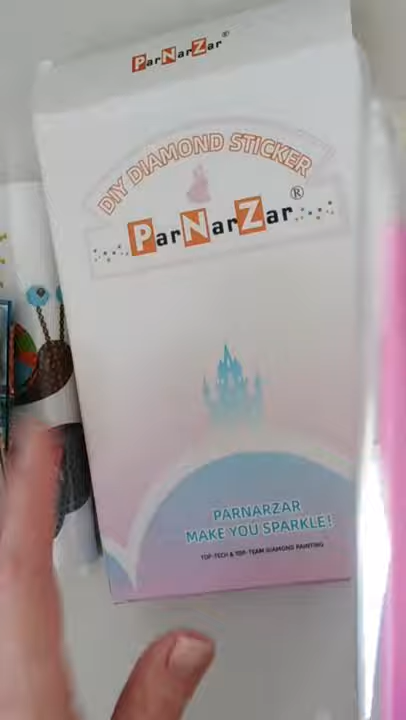 ParNarZar®
DIY DIAMOND STICKER
ParNarZar®
PARNARZAR
MAKE YOU SPARKLE!
TOP-TECH & TOP-TEAM DIAMOND PAINTING